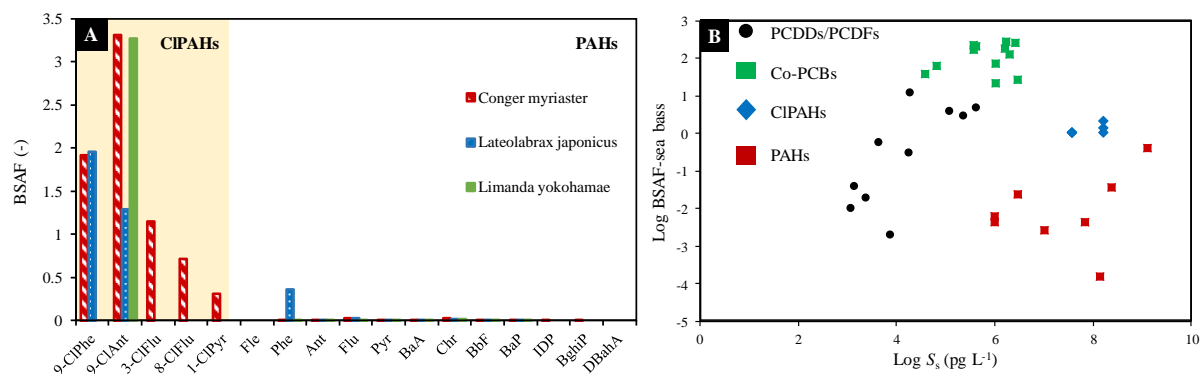 A
ClPAHs
PAHs
BSAF (-)
3.5
3
2.5
2
1.5
1
0.5
0
Conger myriaster
Lateolabrax japonicus
Limanda yokohamae
9-ClPhe
9-ClAnt
3-ClFlu
8-ClFlu
1-ClPyr
Fle
Phe
Ant
Flu
Pyr
BaA
Chr
BbF
BaP
IDP
BghiP
DBahA
B
Log BSAF-sea bass
3
2
1
0
-1
-2
-3
-4
-5
PCDDs/PCDFs
Co-PCBs
ClPAHs
PAHs
0 2 4 6 8 10
Log Ss (pg L-1)